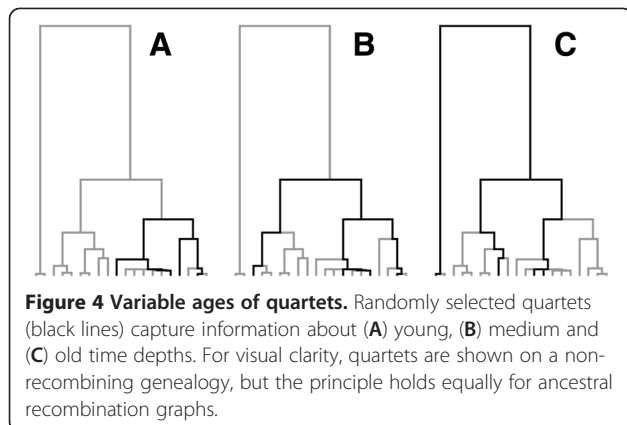 A B C
Figure 4 Variable ages of quartets. Randomly selected quartets
(black lines) capture information about (A) young, (B) medium and
(C) old time depths. For visual clarity, quartets are shown on a non-
recombining genealogy, but the principle holds equally for ancestral
recombination graphs.